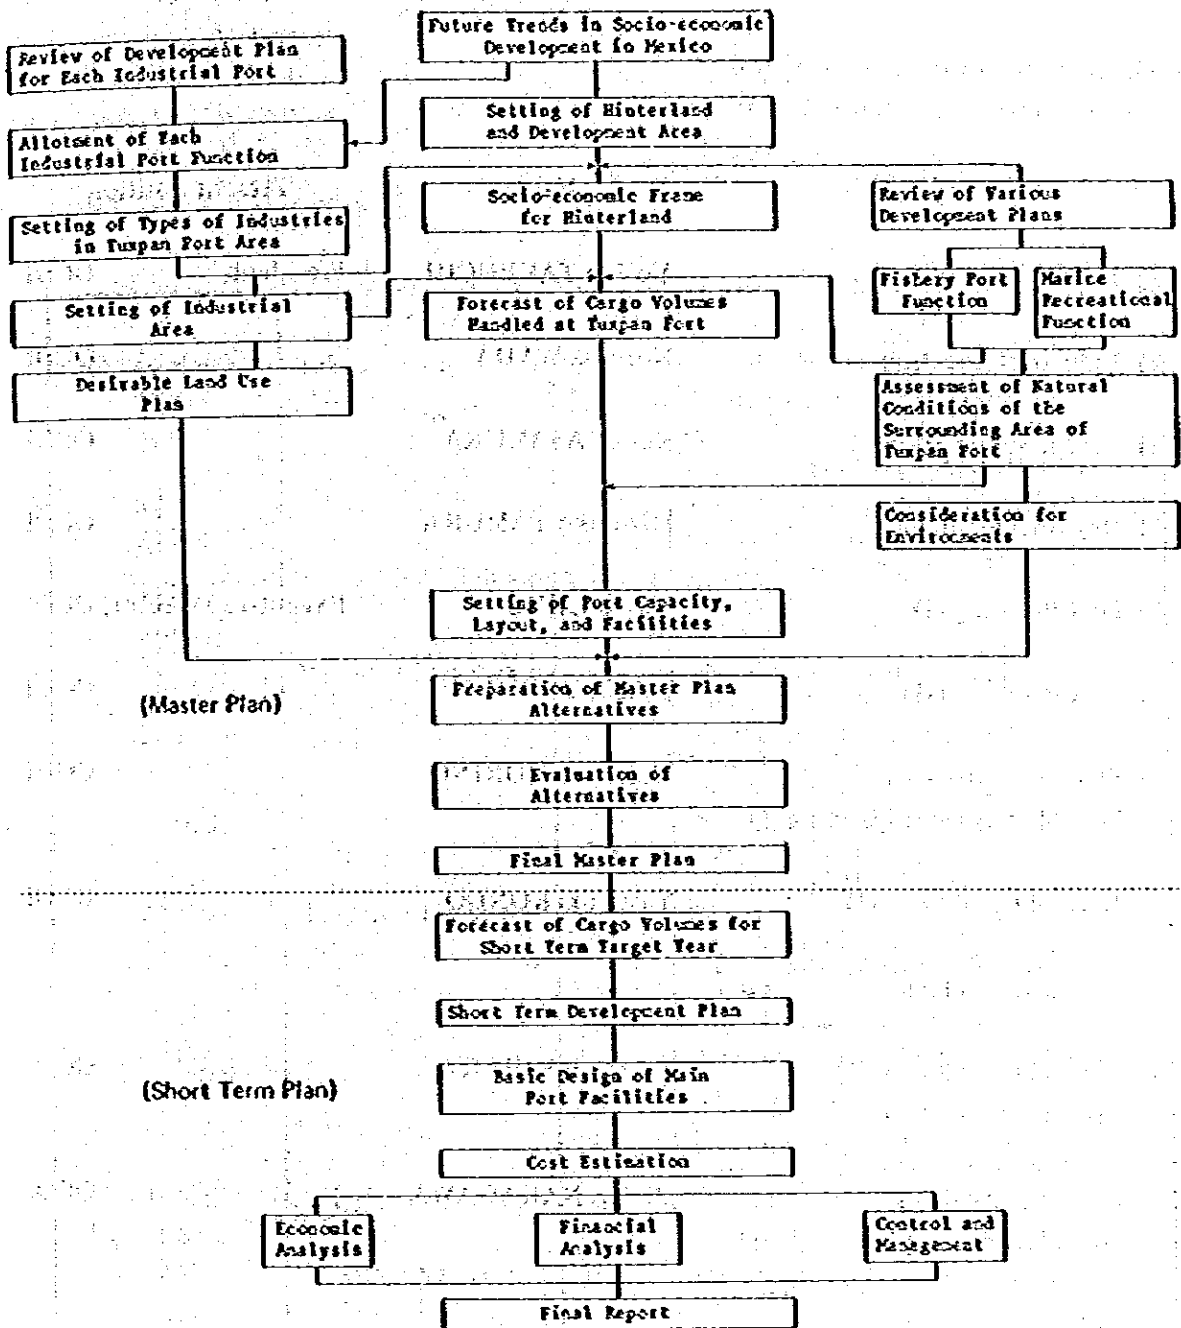 Future Trends in Socio-economic
Development in Mexico
Review of Development Plan
for Each Industrial Port
Setting of Hinterland
and Development Area
Allotment of Each
Industrial Port Function
Socio-economic Frame
for Hinterland
Review of Various
Development Plans
Setting of Types of Industries
in Tuxpan Port Area
Fishery Port
Function
Marine
Recreational
Function
Setting of Industrial
Area
Forecast of Cargo Volumes
Handled at Tuxpan Port
Desirable Land Use
Plan
Assessment of Natural
Conditions of the
Surrounding Area of
Tuxpan Port
Consideration for
Enviroments
Setting of Port Capacity,
Layout, and Facilities
(Master Plan)
Preparation of Master Plan
Alternatives
Evaluation of
Alternatives
Final Master Plan
Forecast of Cargo Volumes for
Short Term Target Year
Short Term Development Plan
(Short Term Plan)
Basic Design of Main
Port Facilities
Cost Estimation
Economic
Analysis
Financial
Analysis
Control and
Management
Final Report